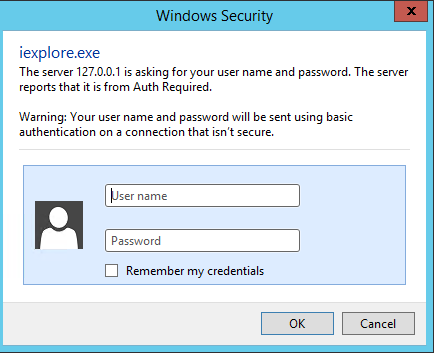 Windows Security
x
iexplore.exe
The server 127.0.0.1 is asking for your user name and password. The server
reports that it is from Auth Required.
Warning: Your user name and password will be sent using basic
authentication on a connection that isn't secure.
User name
Password
Remember my credentials
OK Cancel